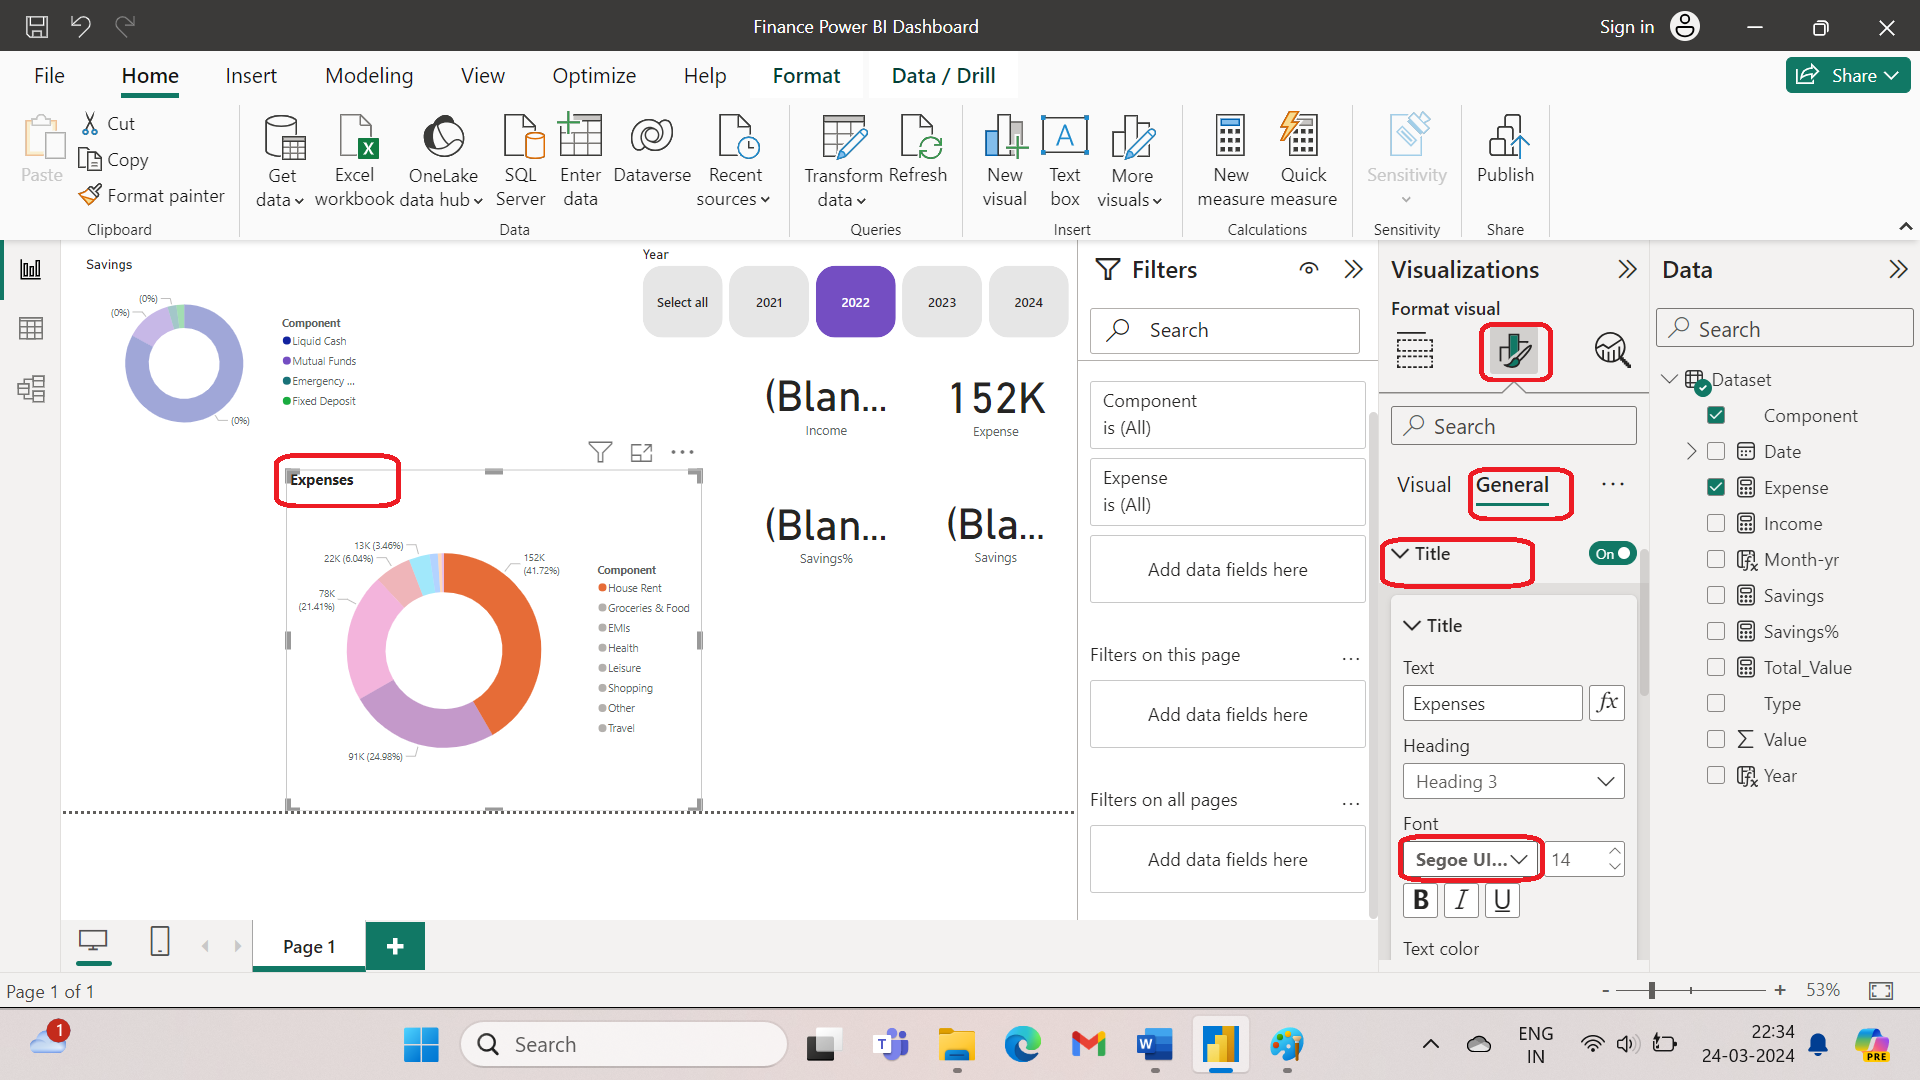 Finance Power BI Dashboard
Sign in
File Home Insert Modeling View Optimize Help Format Data / Drill
Share
Paste
Cut
Copy
Format painter
Clipboard
Get data
Excel workbook
OneLake data hub
SQL Server
Enter data
Dataverse
Recent sources
Data
Transform data
Refresh
Queries
New visual
Text box
More visuals
Insert
New measure
Quick measure
Calculations
Sensitivity
Sensitivity
Publish
Share
Savings
(0%)
(0%)
(0%)
Component
Liquid Cash
Mutual Funds
Emergency ...
Fixed Deposit
Year
Select all 2021 2022 2023 2024
(Blan...
Income
152K
Expense
(Blan...
Savings%
(Bla...
Savings
Expenses
13K (3.46%)
22K (6.04%)
78K
(21.41%)
152K
(41.72%)
91K (24.98%)
Component
House Rent
Groceries & Food
EMIs
Health
Leisure
Shopping
Other
Travel
Filters
Search
Component
is (All)
Expense
is (All)
Add data fields here
Filters on this page ...
Add data fields here
Filters on all pages ...
Add data fields here
Visualizations
Format visual
Search
Visual General ...
Title On
Title
Text
Expenses
fx
Heading
Heading 3
Font
Segoe UI... 14
B I U
Text color
Data
Search
Dataset
Component
Date
Expense
Income
Month-yr
Savings
Savings%
Total_Value
Type
Value
Year
Page 1
+
Page 1 of 1
- + 53%
1
Search
T
W
ENG
IN
22:34
24-03-2024
PRE